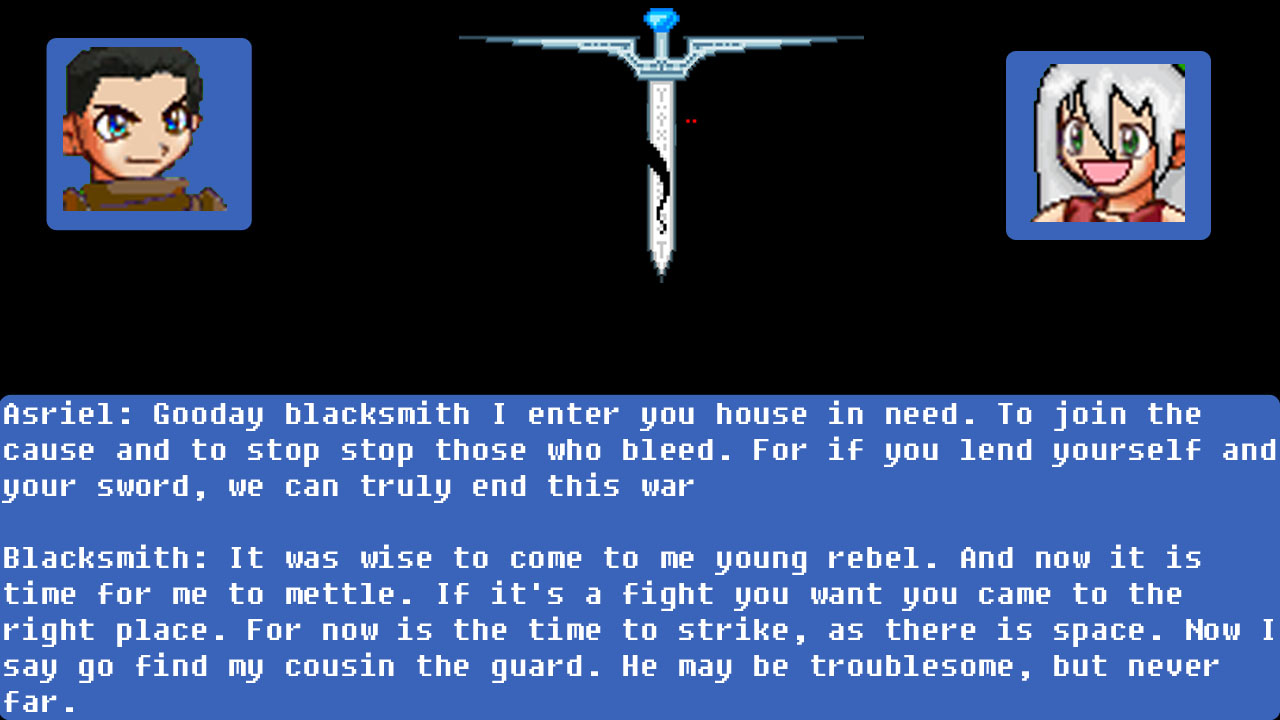 Asriel: Gooday blacksmith I enter you house in need. To join the
cause and to stop stop those who bleed. For if you lend yourself and
your sword, we can truly end this war
Blacksmith: It was wise to come to me young rebel. And now it is
time for me to mettle. If it's a fight you want you came to the
right place. For now is the time to strike, as there is space. Now I
say go find my cousin the guard. He may be troublesome, but never
far.